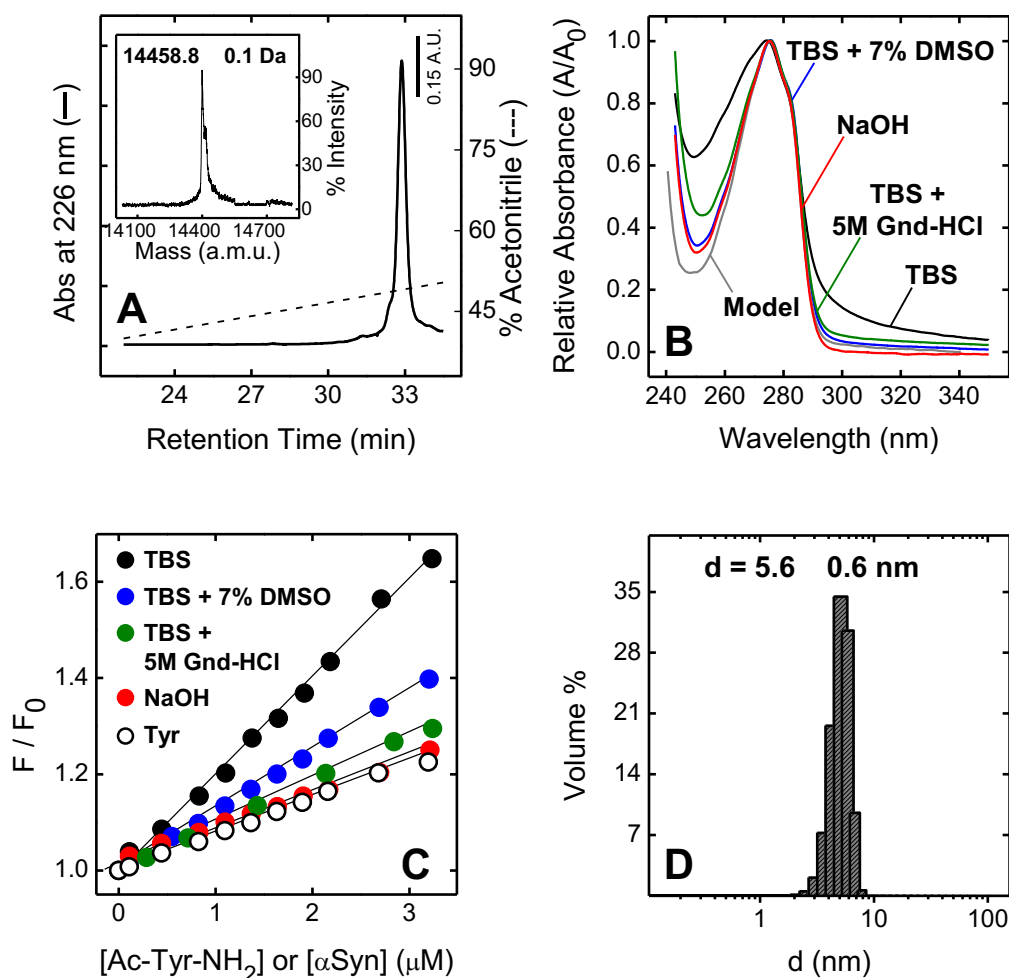 14458.8 0.1 Da
90
60
30
0
% Intensity
14100 14400 14700
Mass (a.m.u.)
0.15 A.U.
90
75
60
45
% Acetonitrile (---)
Abs at 226 nm (—)
A
24 27 30 33
Retention Time (min)
1.0
0.8
0.6
0.4
0.2
0.0
Relative Absorbance (A/A0)
TBS + 7% DMSO
NaOH
TBS +
5M Gnd-HCl
TBS
Model
B
240 260 280 300 320 340
Wavelength (nm)
1.6
1.4
1.2
1.0
F / F0
TBS
TBS + 7% DMSO
TBS +
5M Gnd-HCl
NaOH
Tyr
C
0 1 2 3
[Ac-Tyr-NH2] or [αSyn] (μM)
d = 5.6 0.6 nm
35
28
21
14
7
Volume %
D
1 10 100
d (nm)